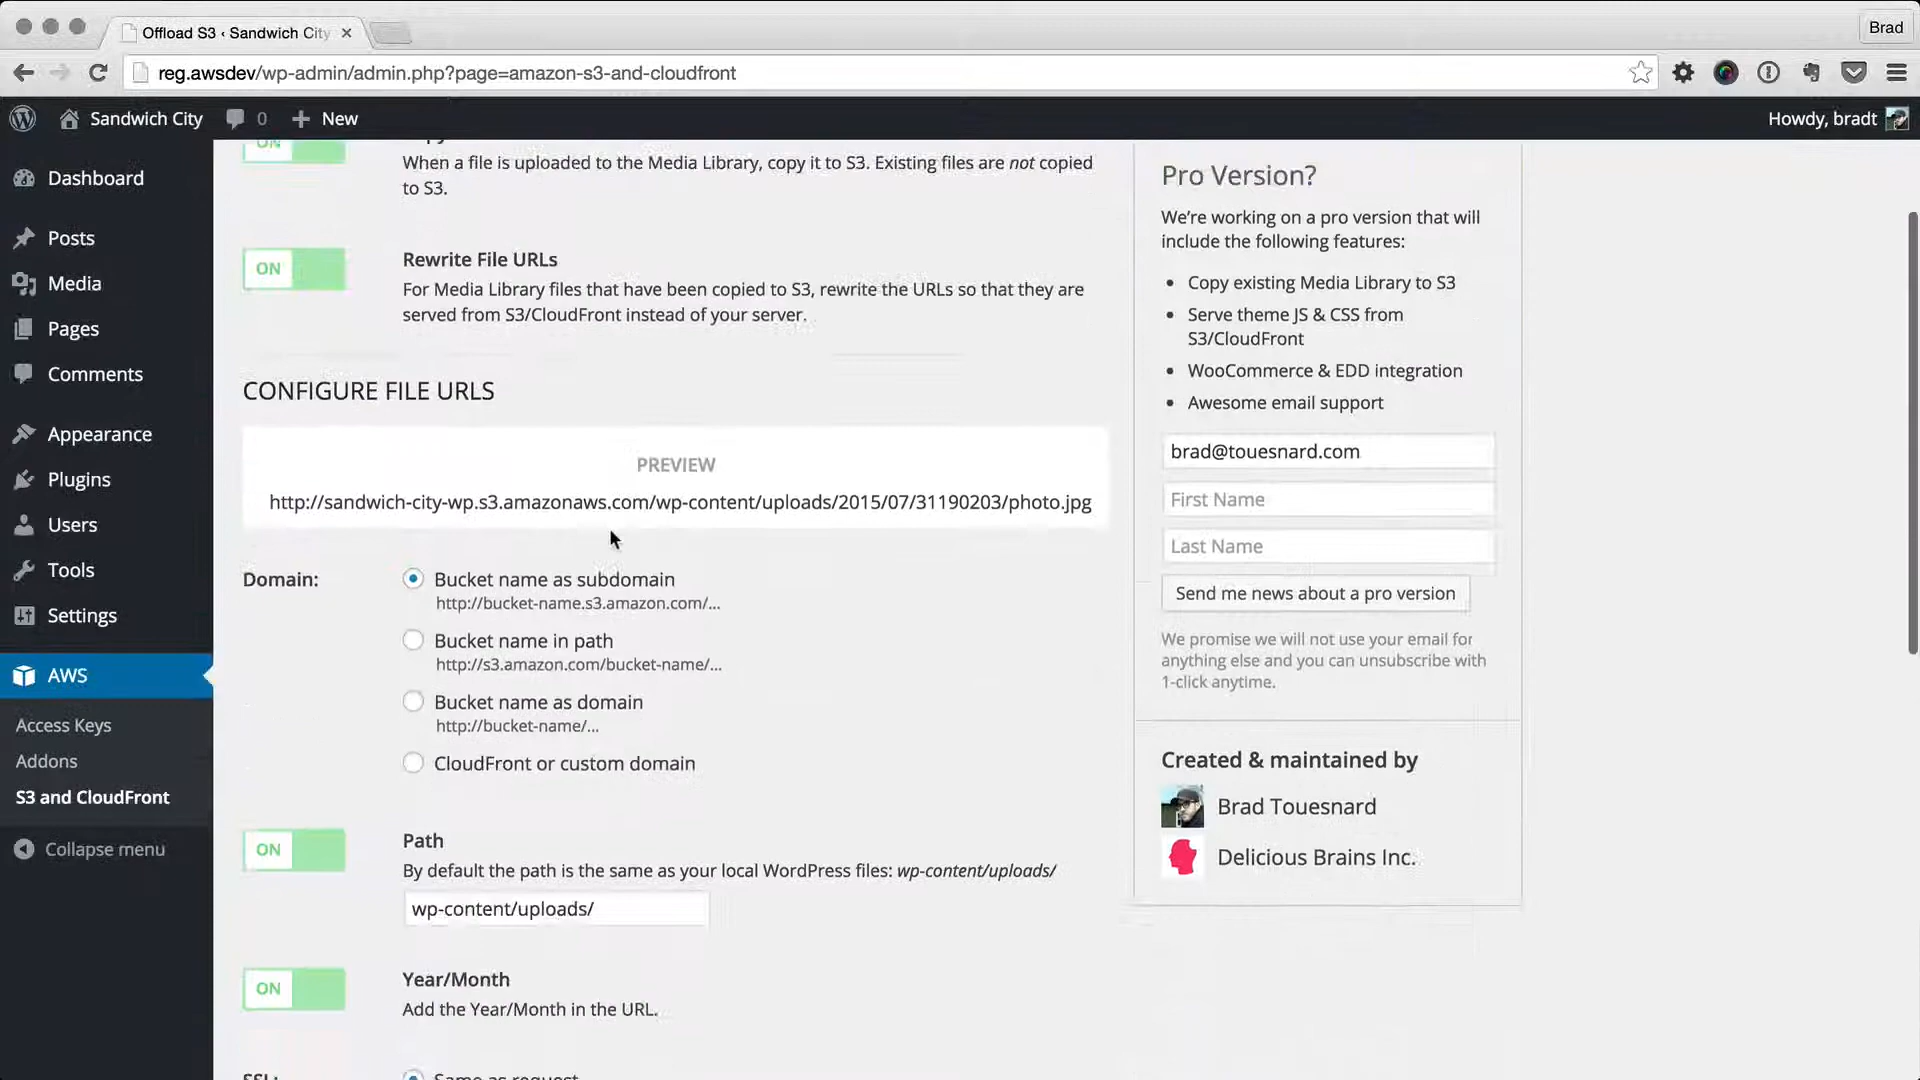 Offload S3 ‹ Sandwich City
Brad
reg.awsdev/wp-admin/admin.php?page=amazon-s3-and-cloudfront
Sandwich City
0
New
Howdy, bradt
Dashboard
Posts
Media
Pages
Comments
Appearance
Plugins
Users
Tools
Settings
AWS
Access Keys
Addons
S3 and CloudFront
Collapse menu
ON
When a file is uploaded to the Media Library, copy it to S3. Existing files are not copied
to S3.
ON
Rewrite File URLs
For Media Library files that have been copied to S3, rewrite the URLs so that they are
served from S3/CloudFront instead of your server.
CONFIGURE FILE URLS
PREVIEW
http://sandwich-city-wp.s3.amazonaws.com/wp-content/uploads/2015/07/31190203/photo.jpg
Domain:
Bucket name as subdomain
http://bucket-name.s3.amazon.com/...
Bucket name in path
http://s3.amazon.com/bucket-name/...
Bucket name as domain
http://bucket-name/...
CloudFront or custom domain
ON
Path
By default the path is the same as your local WordPress files: wp-content/uploads/
wp-content/uploads/
ON
Year/Month
Add the Year/Month in the URL.
SSL:
Same as request
Pro Version?
We're working on a pro version that will
include the following features:
• Copy existing Media Library to S3
• Serve theme JS & CSS from
S3/CloudFront
• WooCommerce & EDD integration
• Awesome email support
brad@touesnard.com
First Name
Last Name
Send me news about a pro version
We promise we will not use your email for
anything else and you can unsubscribe with
1-click anytime.
Created & maintained by
Brad Touesnard
Delicious Brains Inc.